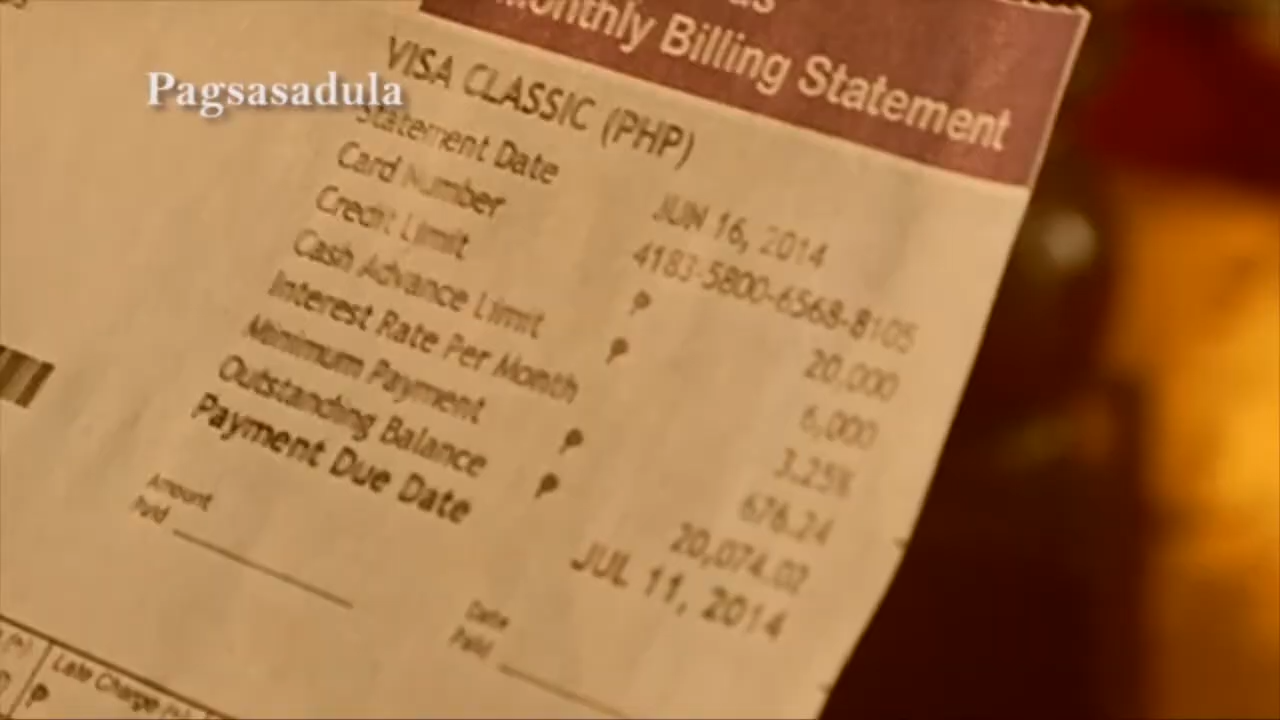 Monthly Billing Statement
Pagsasadula
VISA CLASSIC (PHP)
Statement Date JUN 16, 2014
Card Number 4183-5800-6568-8105
Credit Limit ₱ 20,000
Cash Advance Limit ₱ 6,000
Interest Rate Per Month 3.25%
Minimum Payment ₱ 676.24
Outstanding Balance ₱ 20,074.02
Payment Due Date JUL 11, 2014
Amount
Paid
Date
Paid
Late Charge
₱